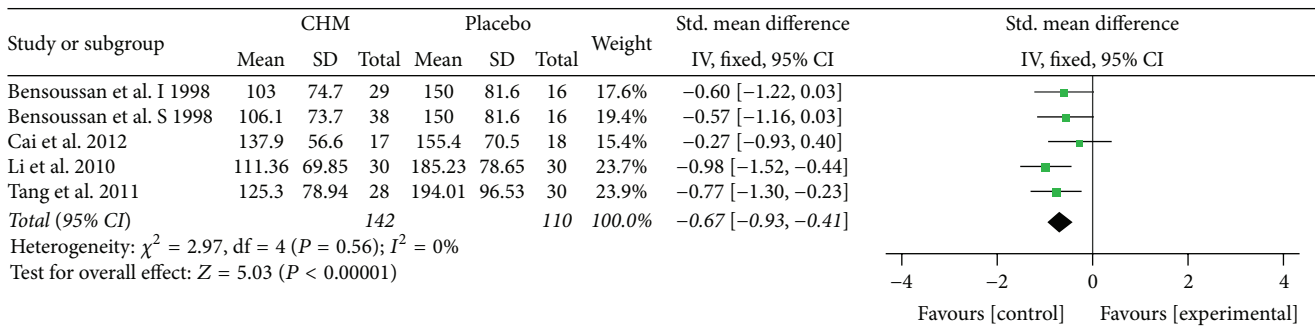 CHM Placebo Std. mean difference Std. mean difference
Study or subgroup Weight
Mean SD Total Mean SD Total IV, fixed, 95% CI IV, fixed, 95% CI
Bensoussan et al. I 1998 103 74.7 29 150 81.6 16 17.6% −0.60 [−1.22, 0.03]
Bensoussan et al. S 1998 106.1 73.7 38 150 81.6 16 19.4% −0.57 [−1.16, 0.03]
Cai et al. 2012 137.9 56.6 17 155.4 70.5 18 15.4% −0.27 [−0.93, 0.40]
Li et al. 2010 111.36 69.85 30 185.23 78.65 30 23.7% −0.98 [−1.52, −0.44]
Tang et al. 2011 125.3 78.94 28 194.01 96.53 30 23.9% −0.77 [−1.30, −0.23]
Total (95% CI) 142 110 100.0% −0.67 [−0.93, −0.41]
Heterogeneity: χ² = 2.97, df = 4 (P = 0.56); I² = 0%
Test for overall effect: Z = 5.03 (P < 0.00001)
−4 −2 0 2 4
Favours [control] Favours [experimental]